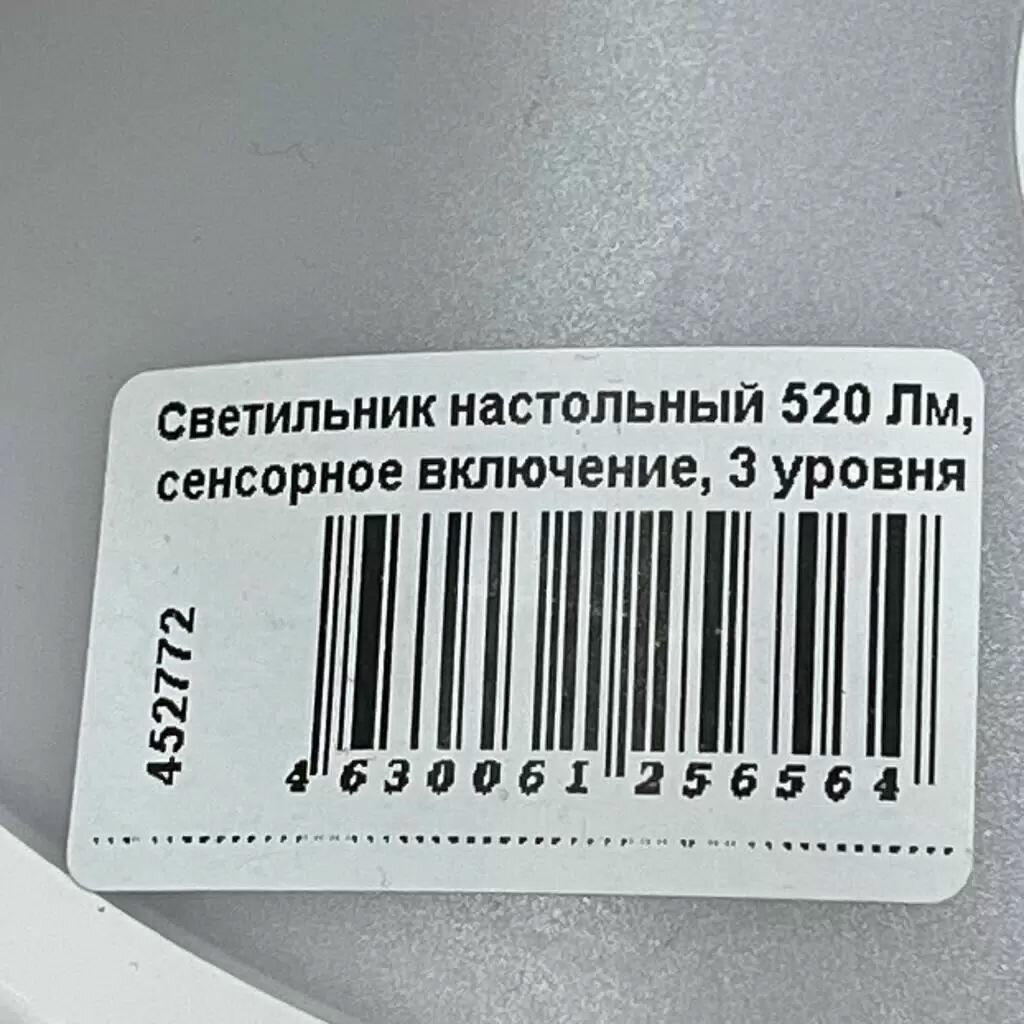 Светильник настольный 520 Лм,
сенсорное включение, 3 уровня
452772
4 630061 256564